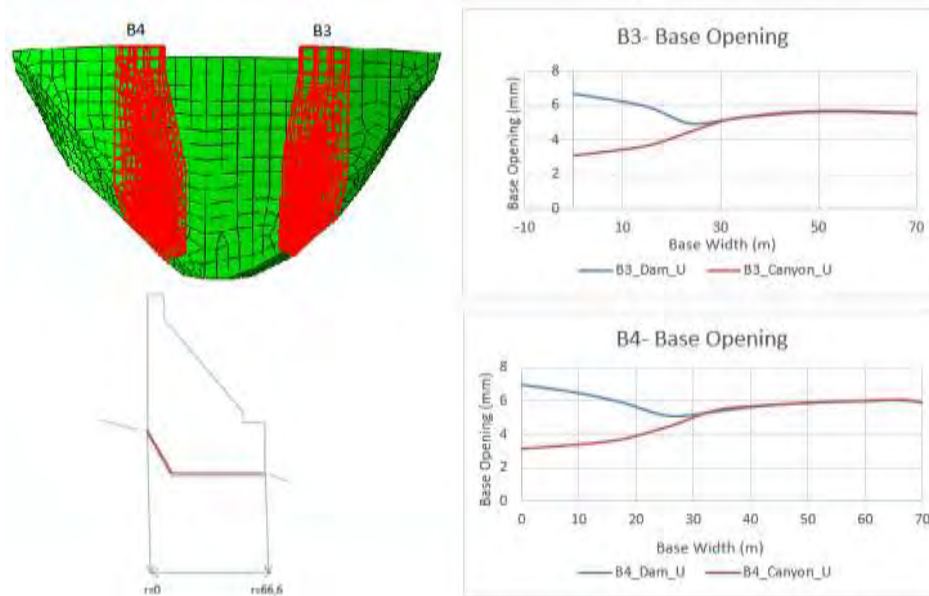 B4
B3
B3- Base Opening
Base Opening (mm)
8
6
4
2
0
-10
10
30
50
70
Base Width (m)
B3_Dam_U
B3_Canyon_U
B4- Base Opening
Base Opening (mm)
8
6
4
2
0
0
10
20
30
40
50
60
70
Base Width (m)
B4_Dam_U
B4_Canyon_U
r=0
r=66,6